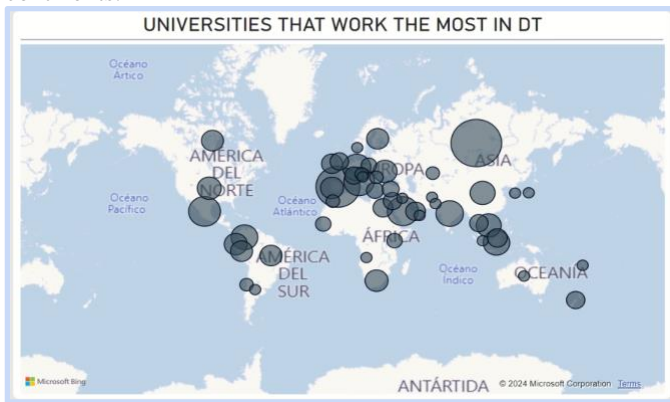 UNIVERSITIES THAT WORK THE MOST IN DT
Océano
Ártico
AMÉRICA
DEL
NORTE
ASIA
Océano
Pacífico
Océano
Atlántico
ÁFRICA
AMÉRICA
DEL
SUR
Océano
Índico
OCEANÍA
ANTÁRTIDA
Microsoft Bing
© 2024 Microsoft Corporation Terms